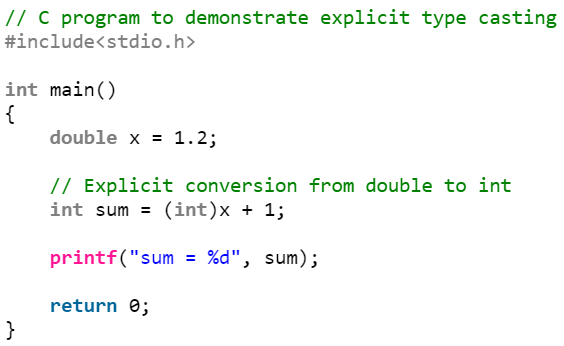 // C program to demonstrate explicit type casting
#include<stdio.h>
int main()
{
    double x = 1.2;
    // Explicit conversion from double to int
    int sum = (int)x + 1;
    printf("sum = %d", sum);
    return 0;
}